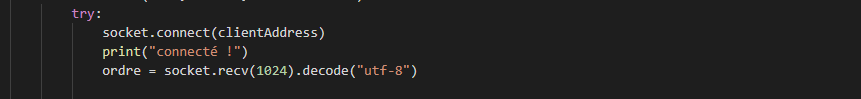 try:
socket.connect(clientAddress)
print("connecté !")
ordre = socket.recv(1024).decode("utf-8")